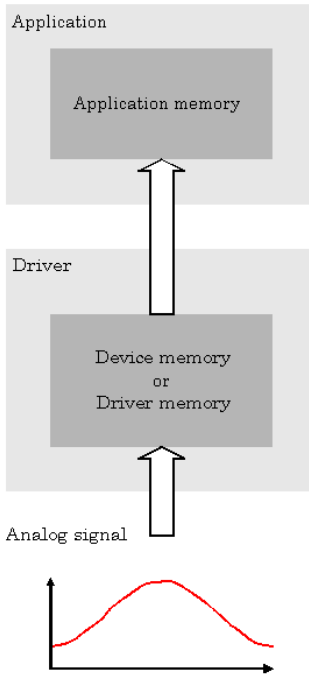 Application
Application memory
Driver
Device memory
or
Driver memory
Analog signal